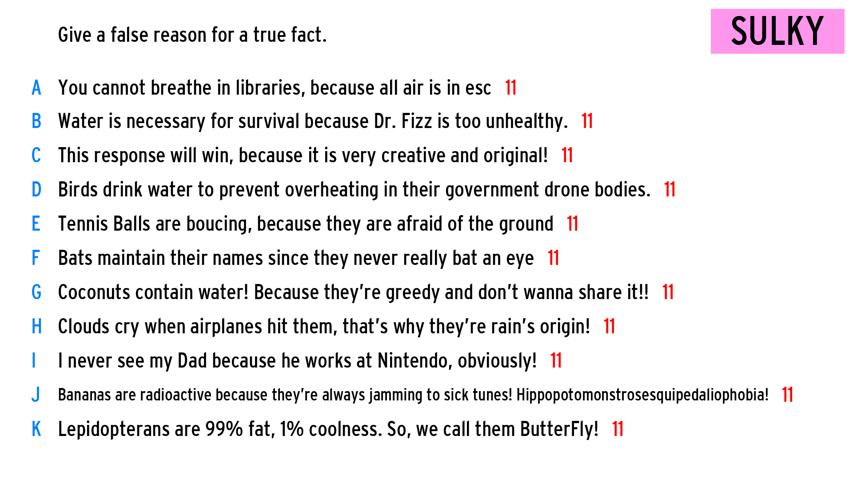 Give a false reason for a true fact.
SULKY
A You cannot breathe in libraries, because all air is in esc 11
B Water is necessary for survival because Dr. Fizz is too unhealthy. 11
C This response will win, because it is very creative and original! 11
D Birds drink water to prevent overheating in their government drone bodies. 11
E Tennis Balls are boucing, because they are afraid of the ground 11
F Bats maintain their names since they never really bat an eye 11
G Coconuts contain water! Because they're greedy and don't wanna share it!! 11
H Clouds cry when airplanes hit them, that's why they're rain's origin! 11
I I never see my Dad because he works at Nintendo, obviously! 11
J Bananas are radioactive because they're always jamming to sick tunes! Hippopotomonstrosesquipedaliophobia! 11
K Lepidopterans are 99% fat, 1% coolness. So, we call them ButterFly! 11